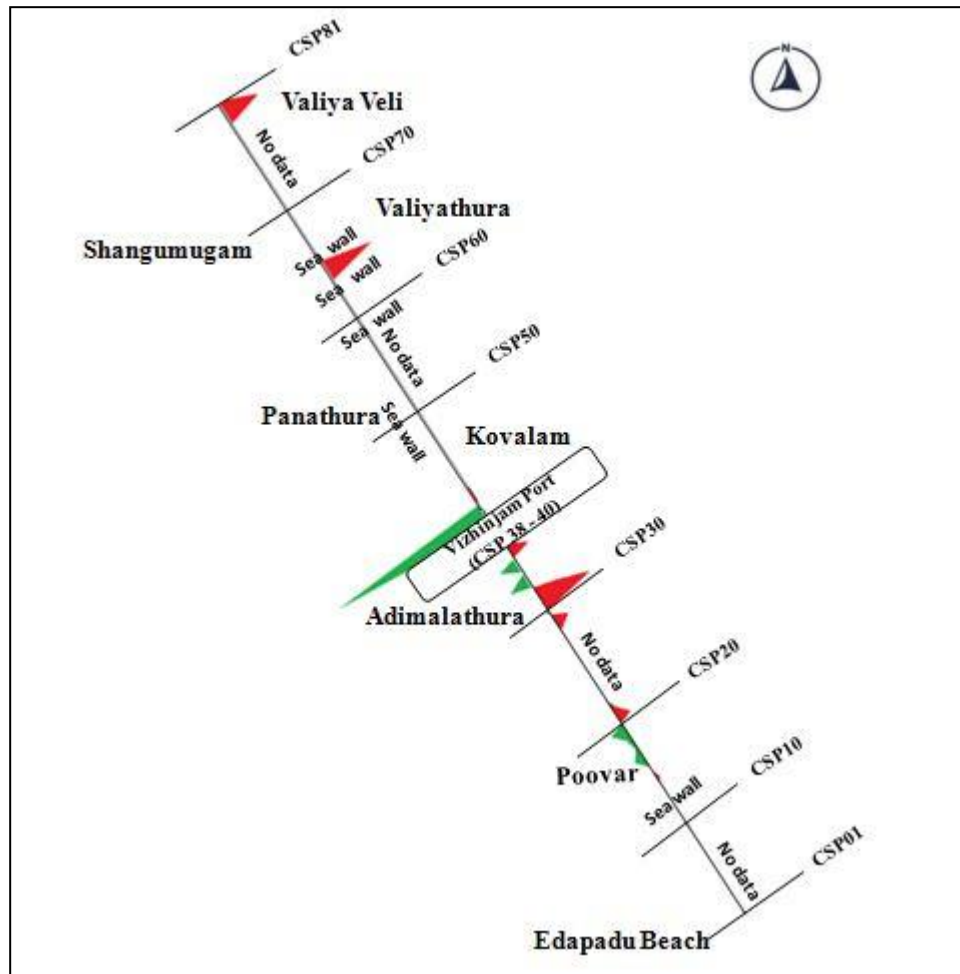 N
CSP81
Valiya Veli
No data
CSP70
Valiyathura
Shangumugam
Sea wall
Sea wall
CSP60
Sea wall
No data
CSP50
Panathura
Sea wall
Kovalam
Vizhinjam Port
(CSP 38 - 40)
CSP30
Adimalathura
No data
CSP20
Poovar
CSP10
Sea wall
CSP01
No data
Edapadu Beach